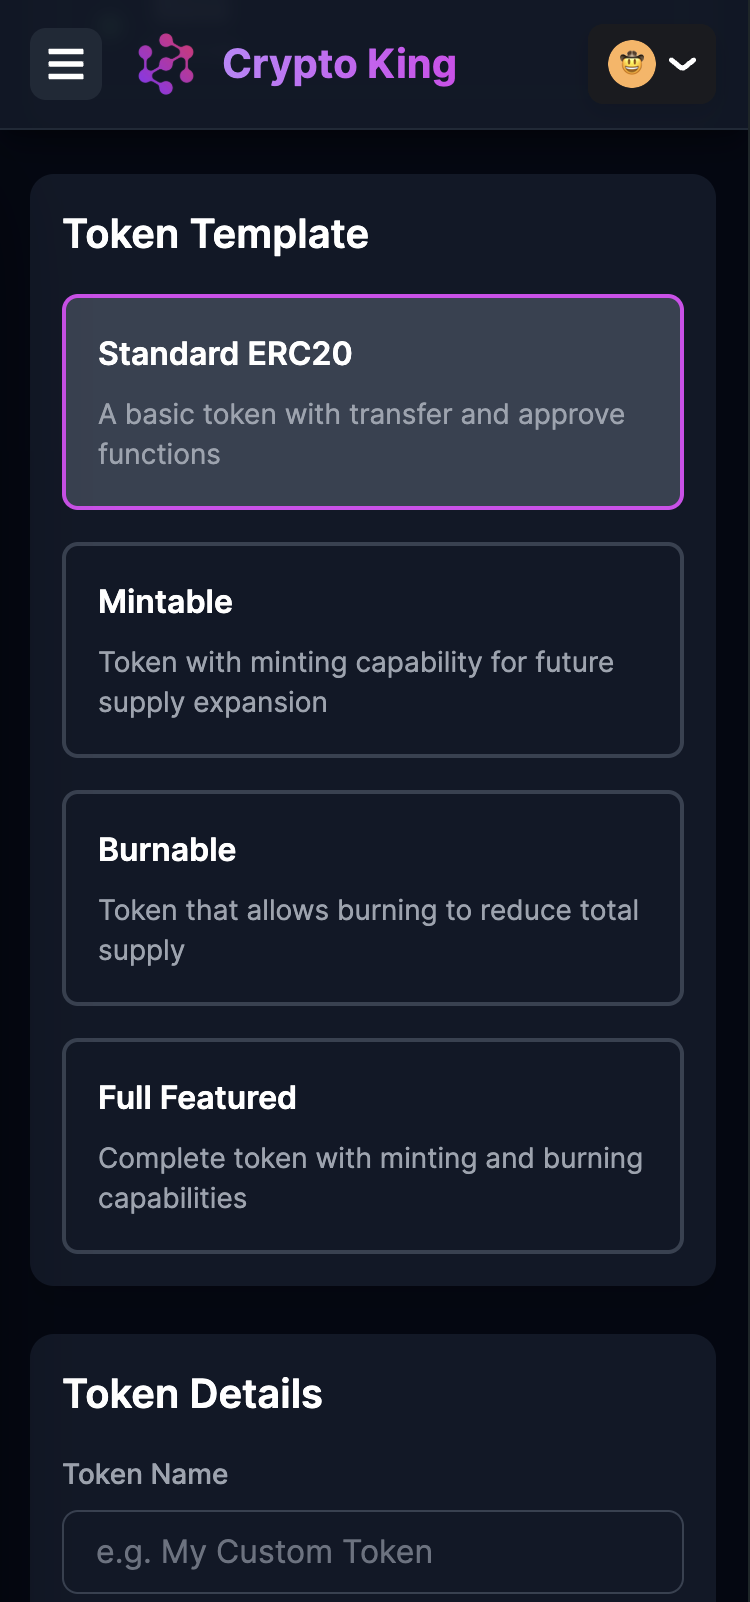 Crypto King
Token Template
Standard ERC20
A basic token with transfer and approve
functions
Mintable
Token with minting capability for future
supply expansion
Burnable
Token that allows burning to reduce total
supply
Full Featured
Complete token with minting and burning
capabilities
Token Details
Token Name
e.g. My Custom Token